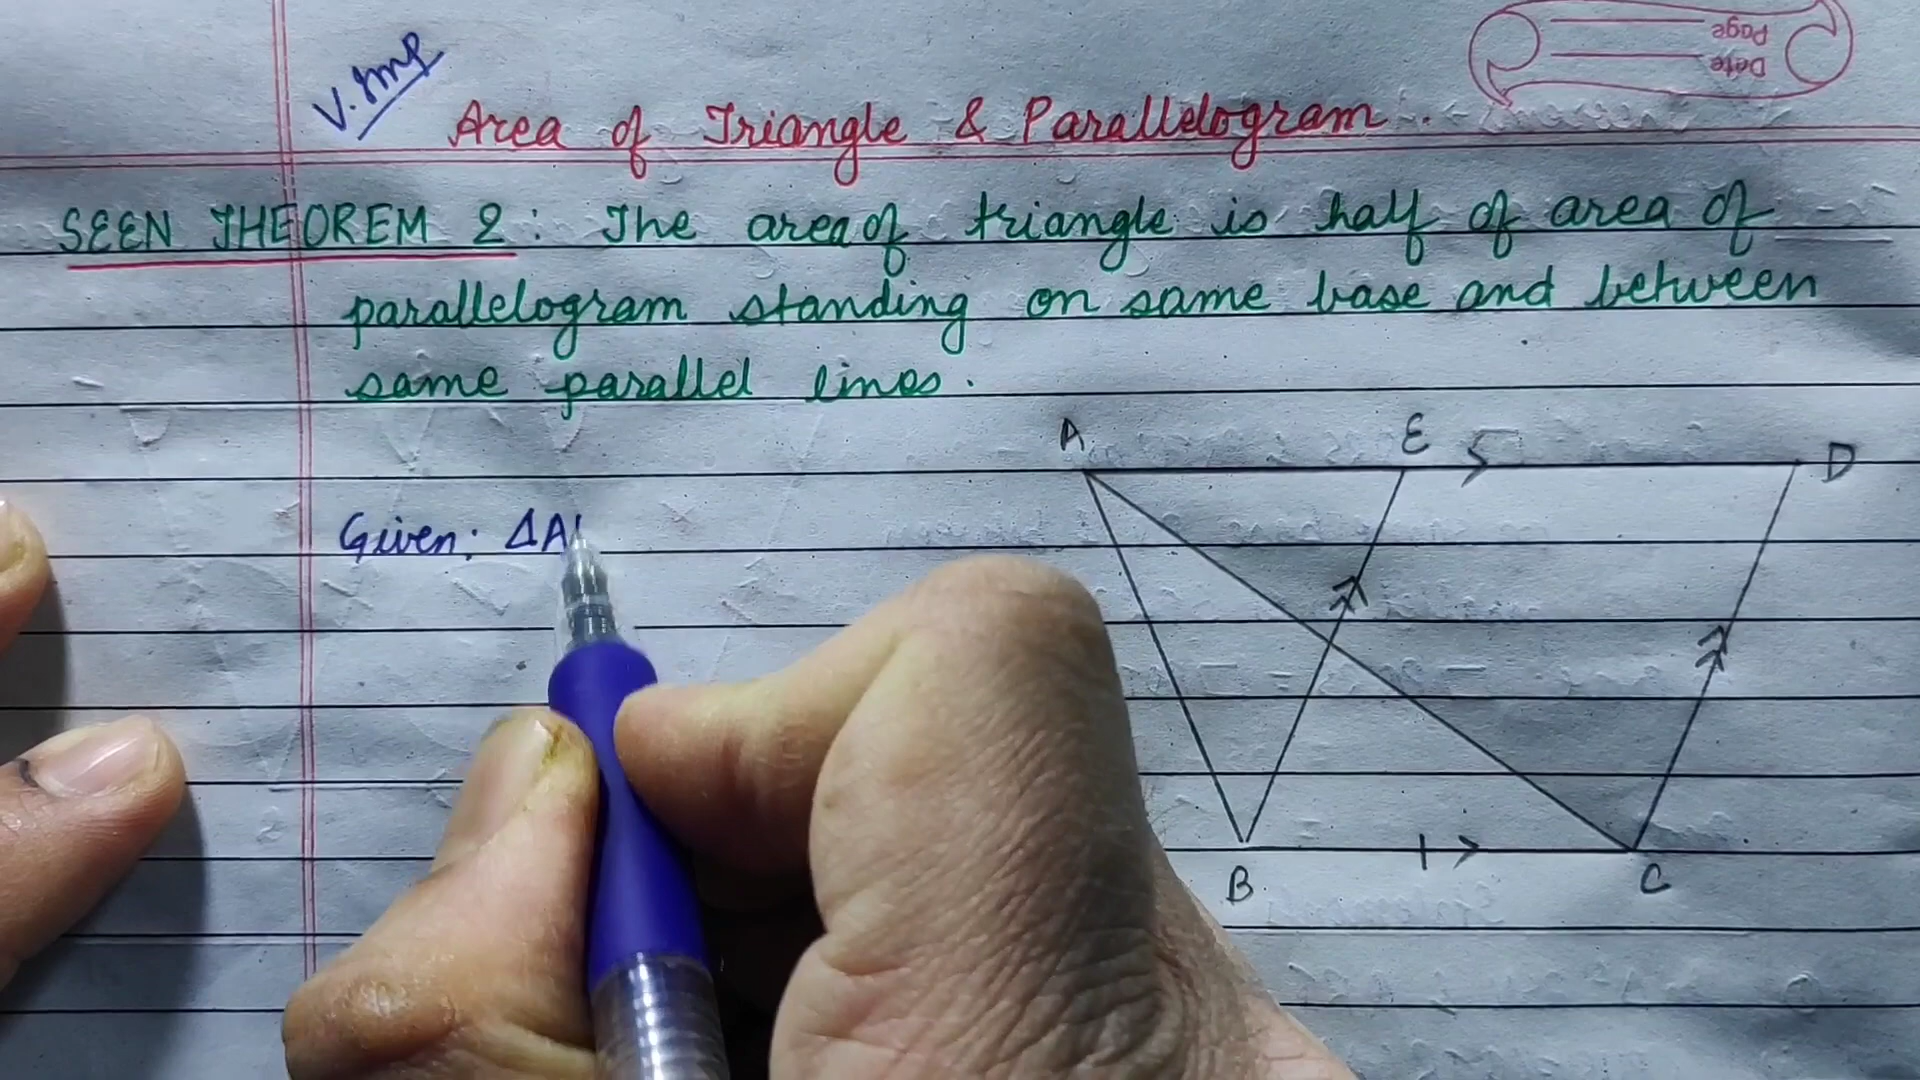 Page
Date
V. Imp
Area of Triangle & Parallelogram.
SEEN THEOREM 2: The area of triangle is half of area of
parallelogram standing on same base and between
same parallel lines.
A E D
Given: ΔA
B C